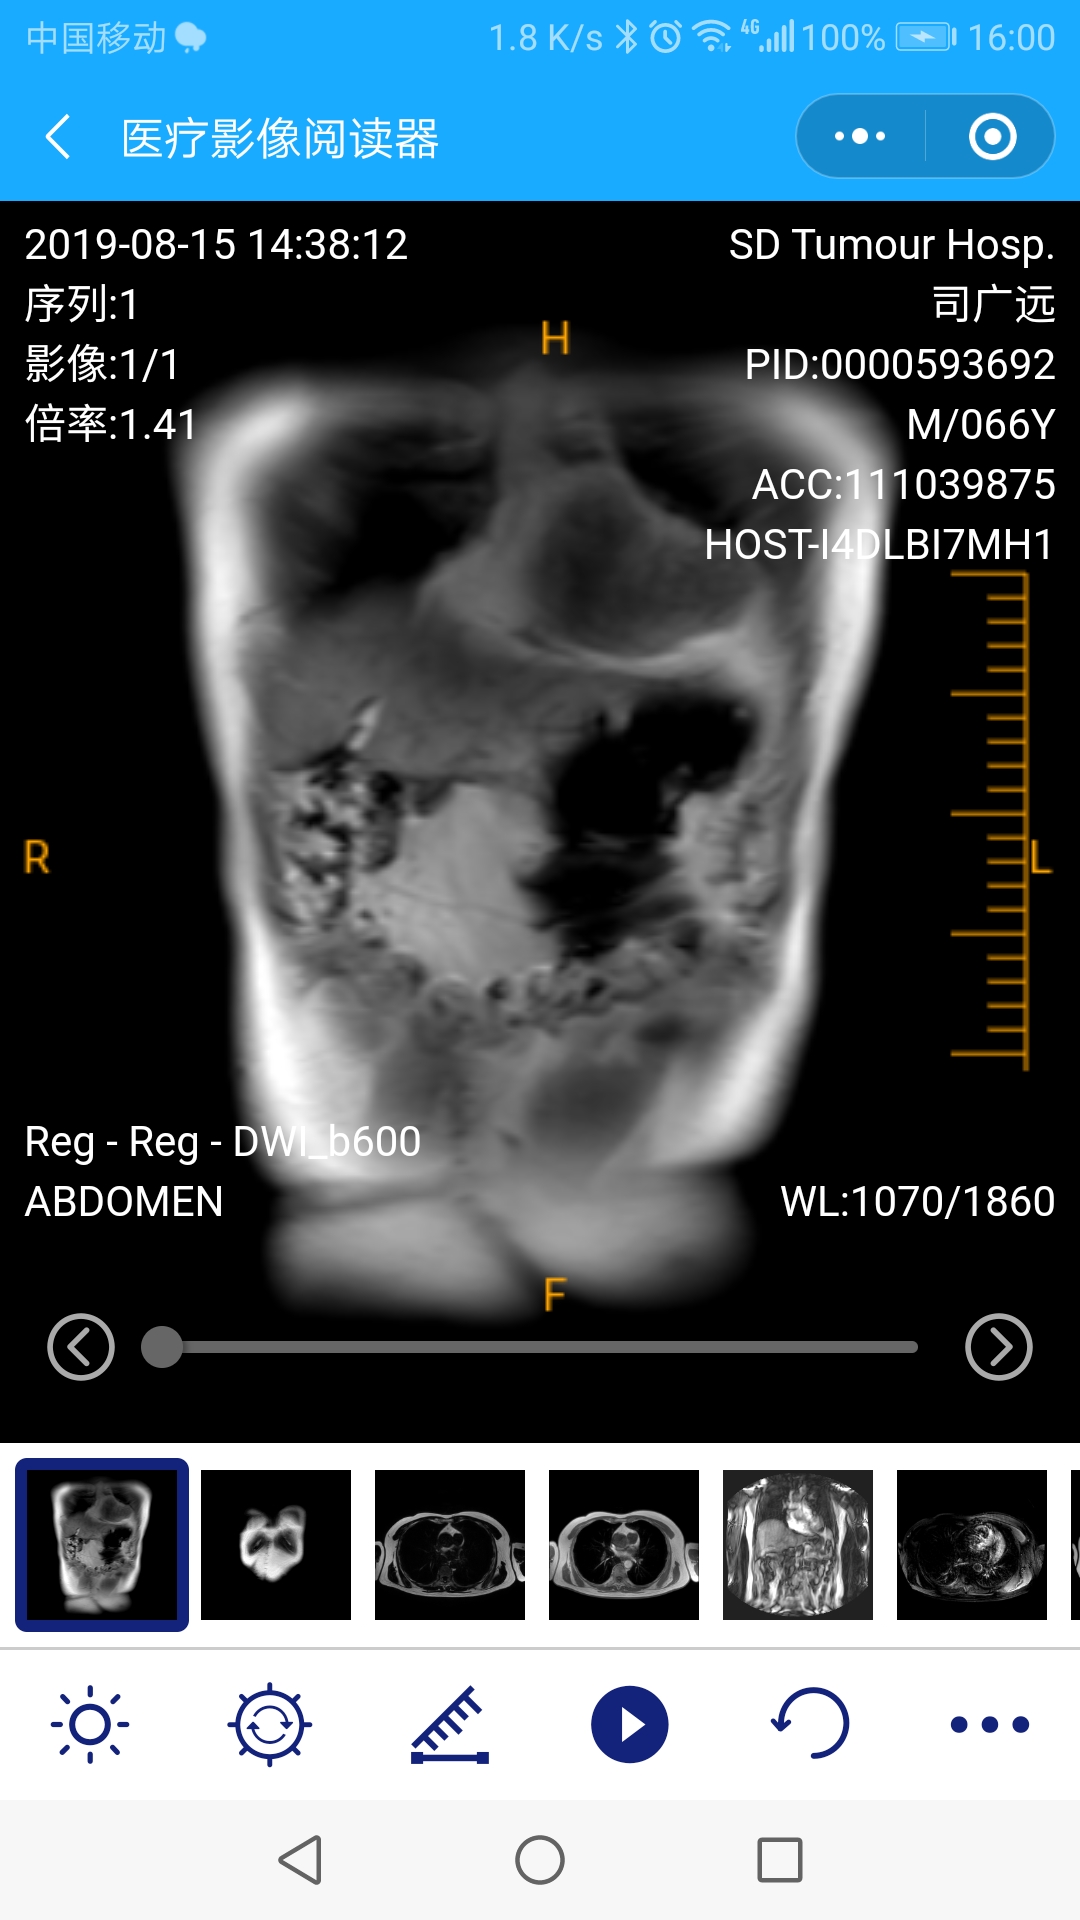 中国移动 1.8 K/s 4G 100% 16:00
医疗影像阅读器
2019-08-15 14:38:12
序列:1
影像:1/1
倍率:1.41
SD Tumour Hosp.
司广远
PID:0000593692
M/066Y
ACC:111039875
HOST-I4DLBI7MH1
H
R
L
Reg - Reg - DWI_b600
ABDOMEN
WL:1070/1860
F